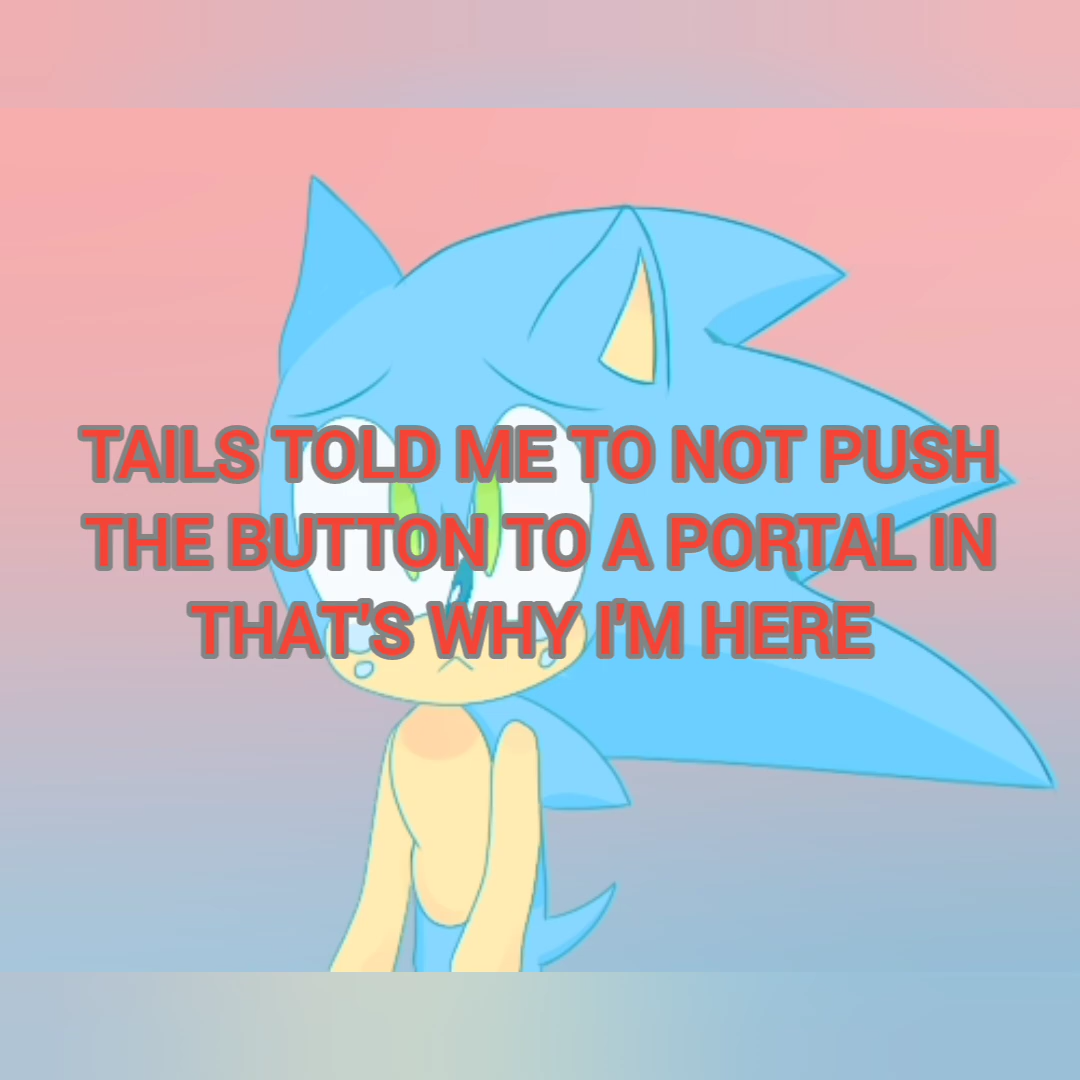 TAILS TOLD ME TO NOT PUSH
THE BUTTON TO A PORTAL IN
THAT'S WHY I'M HERE